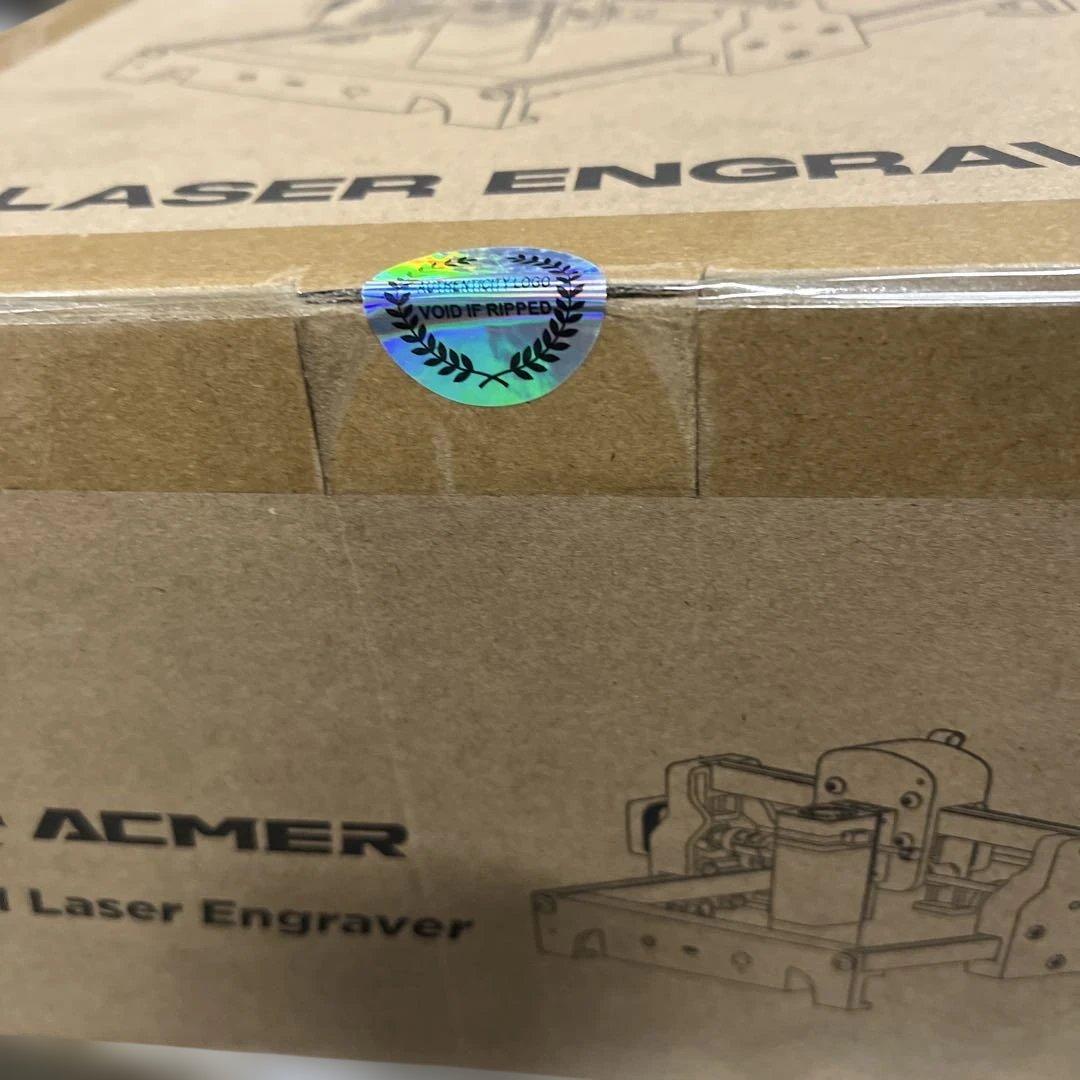 LASER ENGRAV
AUTHENTICITY LOGO
VOID IF RIPPED
ACMER
Laser Engraver